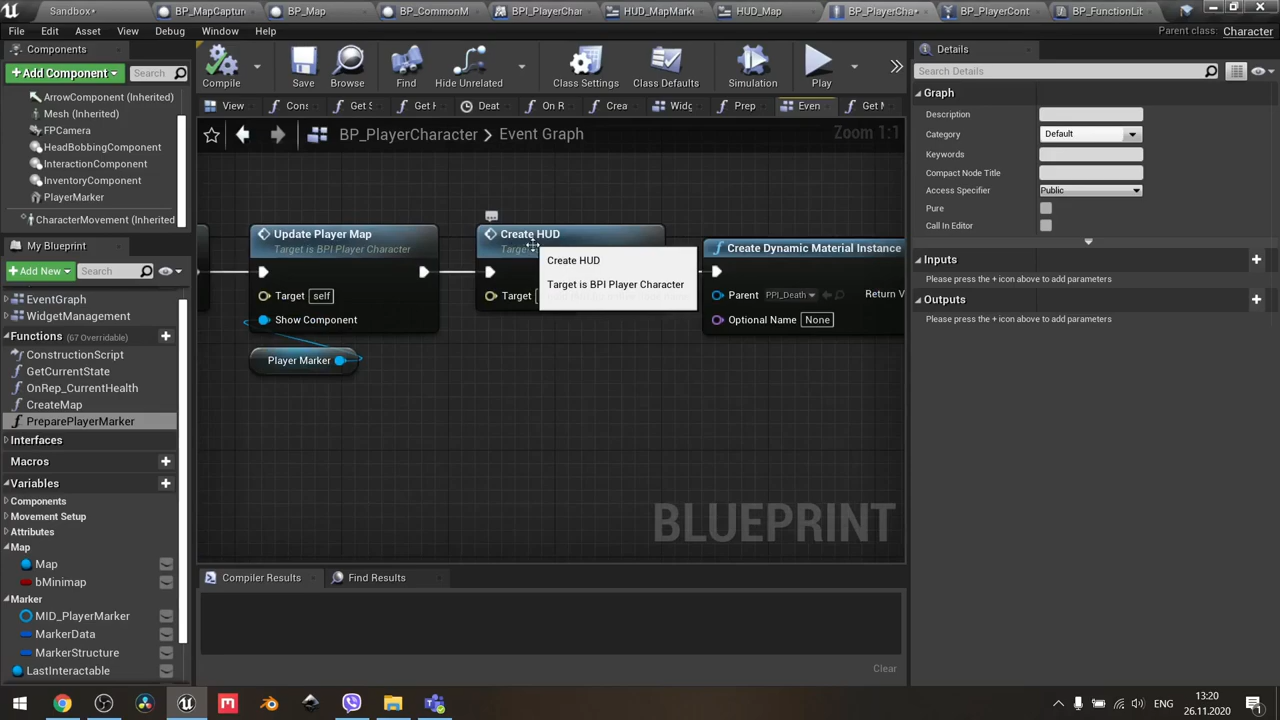 Sandbox*
BP_MapCaptur
BP_Map
BP_CommonM
BPI_PlayerChar
HUD_MapMark
HUD_Map
BP_PlayerCha*
BP_PlayerCont
BP_FunctionLib
File
Edit
Asset
View
Debug
Window
Help
Parent class: Character
Components
+ Add Component
Search
ArrowComponent (Inherited)
Mesh (Inherited)
FPCamera
HeadBobbingComponent
InteractionComponent
InventoryComponent
PlayerMarker
CharacterMovement (Inherited
My Blueprint
+ Add New
Search
EventGraph
WidgetManagement
Functions (67 Overridable)
ConstructionScript
GetCurrentState
OnRep_CurrentHealth
CreateMap
PreparePlayerMarker
Interfaces
Macros
Variables
Components
Movement Setup
Attributes
Map
Map
bMinimap
Marker
MID_PlayerMarker
MarkerData
MarkerStructure
LastInteractable
Compile
Save
Browse
Find
Hide Unrelated
Class Settings
Class Defaults
Simulation
Play
View
Cons
Get S
Deat
On R
Crea
Widg
Prep
Even
BP_PlayerCharacter > Event Graph
Zoom 1:1
Update Player Map
Target is BPI Player Character
Target self
Show Component
Player Marker
Create HUD
Target
Create HUD
Target is BPI Player Character
Create Dynamic Material Instance
Parent PPI_Death
Return V
Optional Name None
BLUEPRINT
Compiler Results
Find Results
Clear
Details
Search Details
Graph
Description
Category Default
Keywords
Compact Node Title
Access Specifier Public
Pure
Call In Editor
Inputs
Please press the + icon above to add parameters
Outputs
Please press the + icon above to add parameters
ENG
13:20
26.11.2020
1